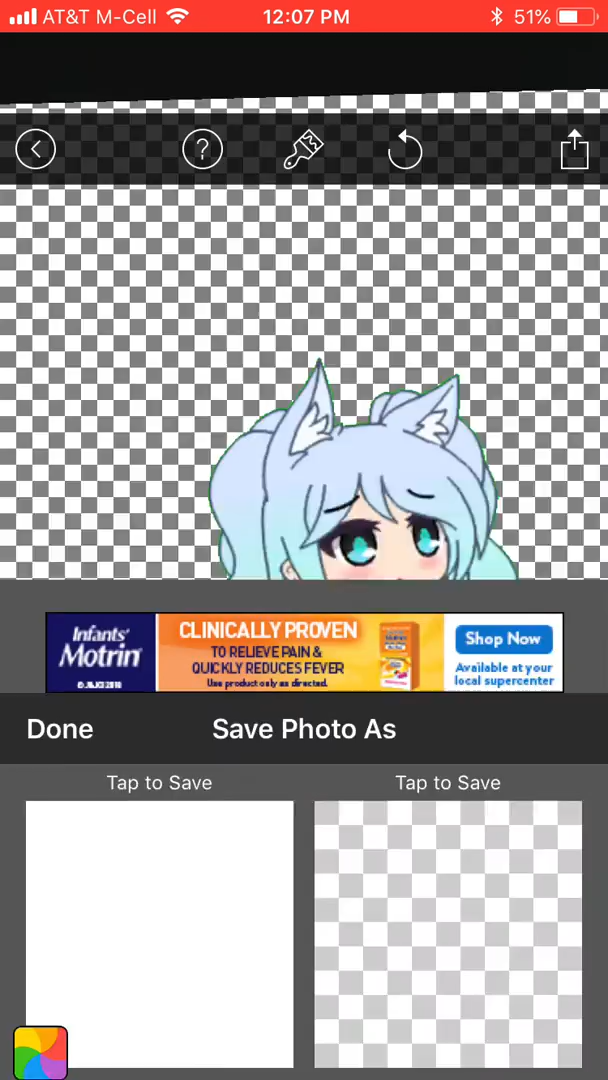 AT&T M-Cell 12:07 PM 51%
?
Infants'
Motrin
CLINICALLY PROVEN
TO RELIEVE PAIN &
QUICKLY REDUCES FEVER
Use product only as directed.
Shop Now
Available at your
local supercenter
Done Save Photo As
Tap to Save Tap to Save